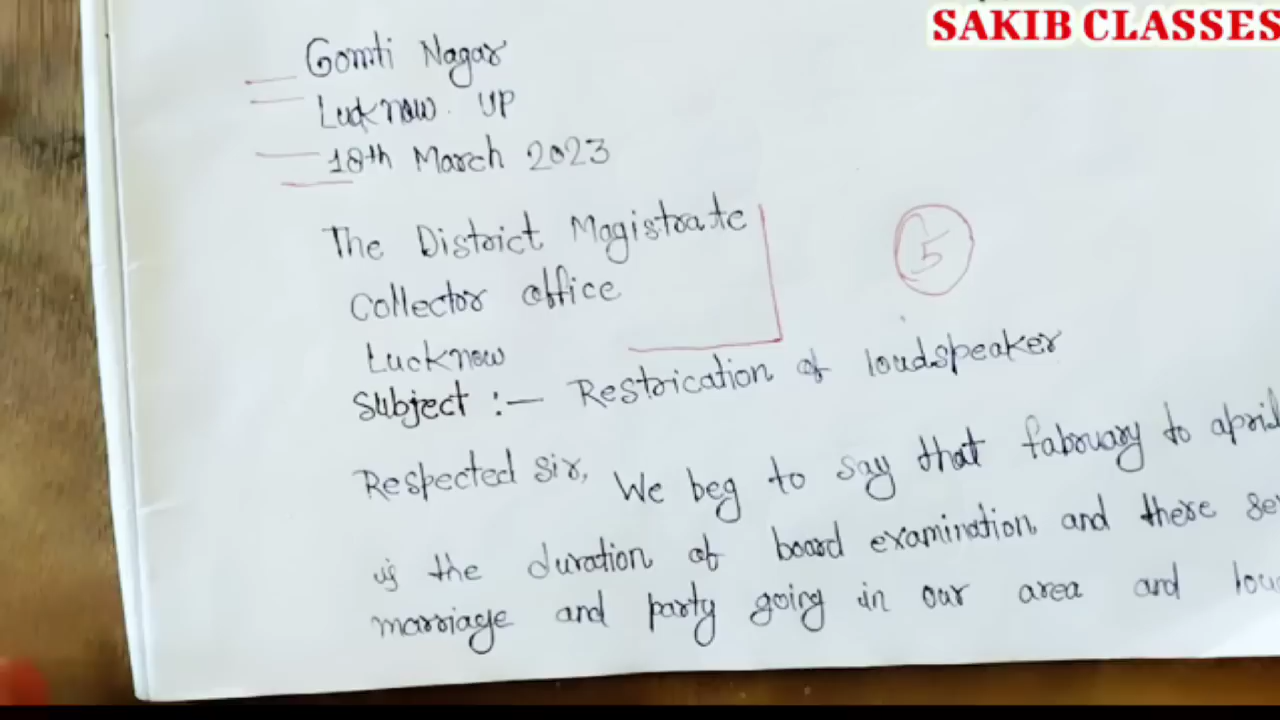 SAKIB CLASSES
Gomti Nagar
Lucknow. UP
18th March 2023
The District Magistrate
Collector office
Lucknow
5
Subject :— Restrication of loudspeaker
Respected sir, We beg to say that fabruary to april
is the duration of board examination and there
marriage and party going in our area and